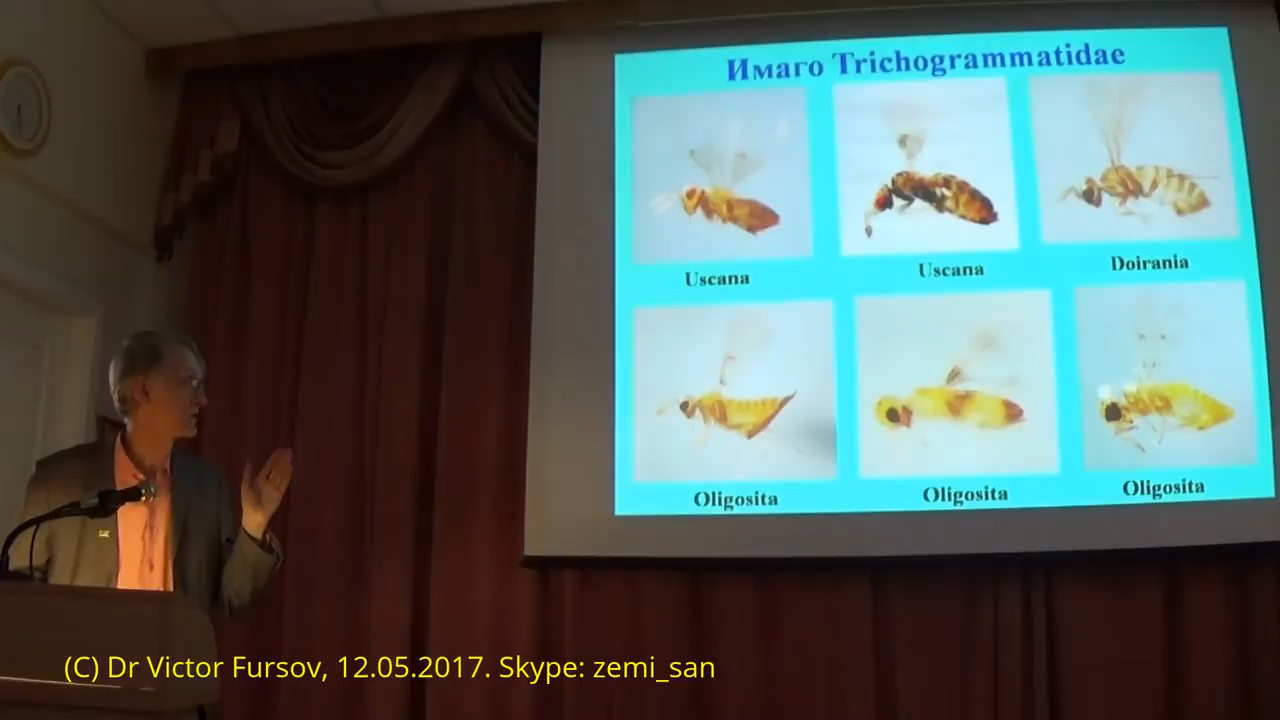 Имаго Trichogrammatidae
Uscana
Uscana
Doirania
Oligosita
Oligosita
Oligosita
(C) Dr Victor Fursov, 12.05.2017. Skype: zemi_san